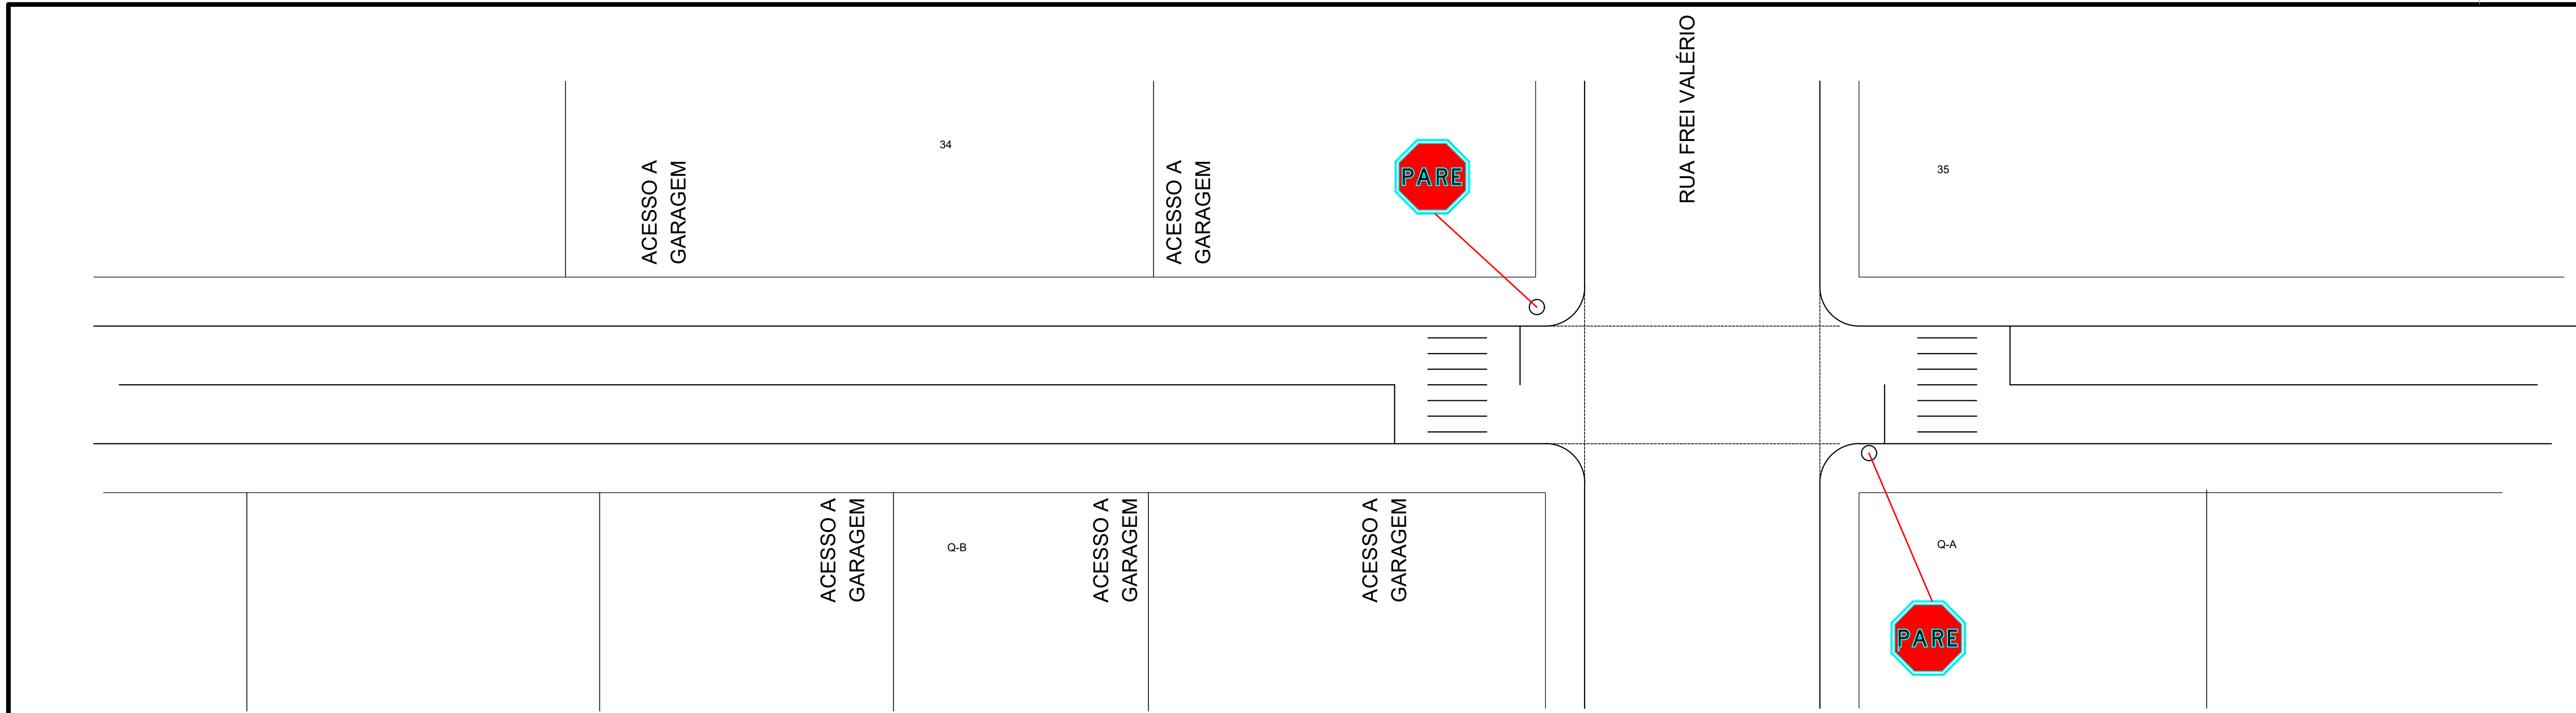 RUA FREI VALÉRIO
34
35
ACESSO A
GARAGEM
ACESSO A
GARAGEM
PARE
ACESSO A
GARAGEM
Q-B
ACESSO A
GARAGEM
ACESSO A
GARAGEM
Q-A
PARE